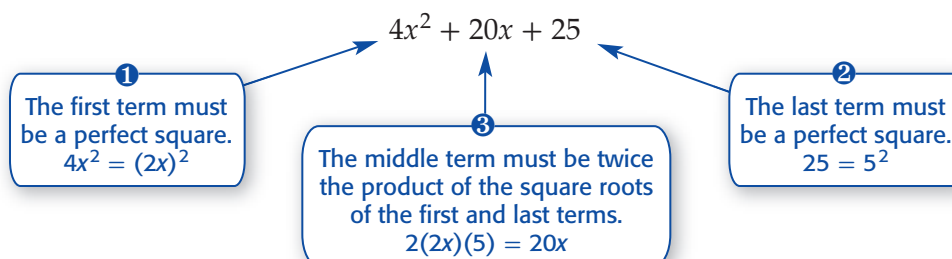 4x² + 20x + 25
1
The first term must
be a perfect square.
4x² = (2x)²
2
The last term must
be a perfect square.
25 = 5²
3
The middle term must be twice
the product of the square roots
of the first and last terms.
2(2x)(5) = 20x